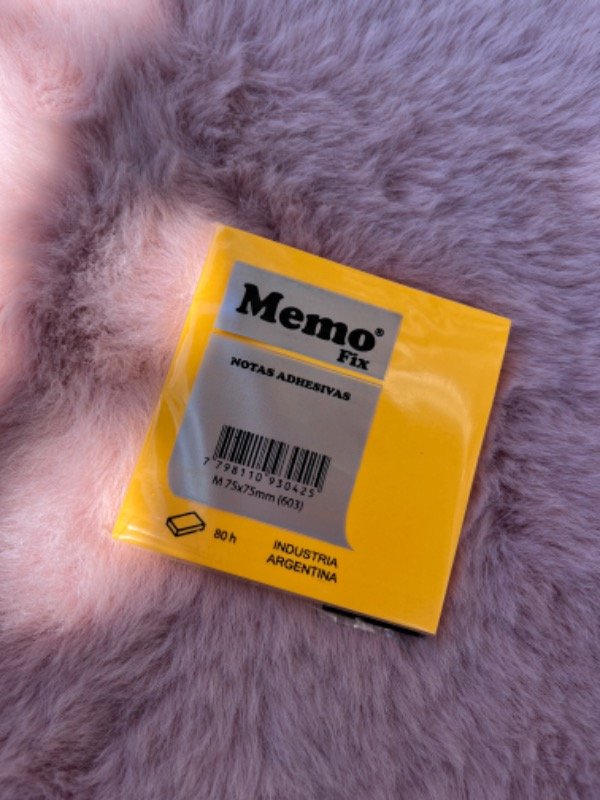 Memo®
Fix
NOTAS ADHESIVAS
7 798110 930425
M 75x75mm (603)
80 h
INDUSTRIA
ARGENTINA